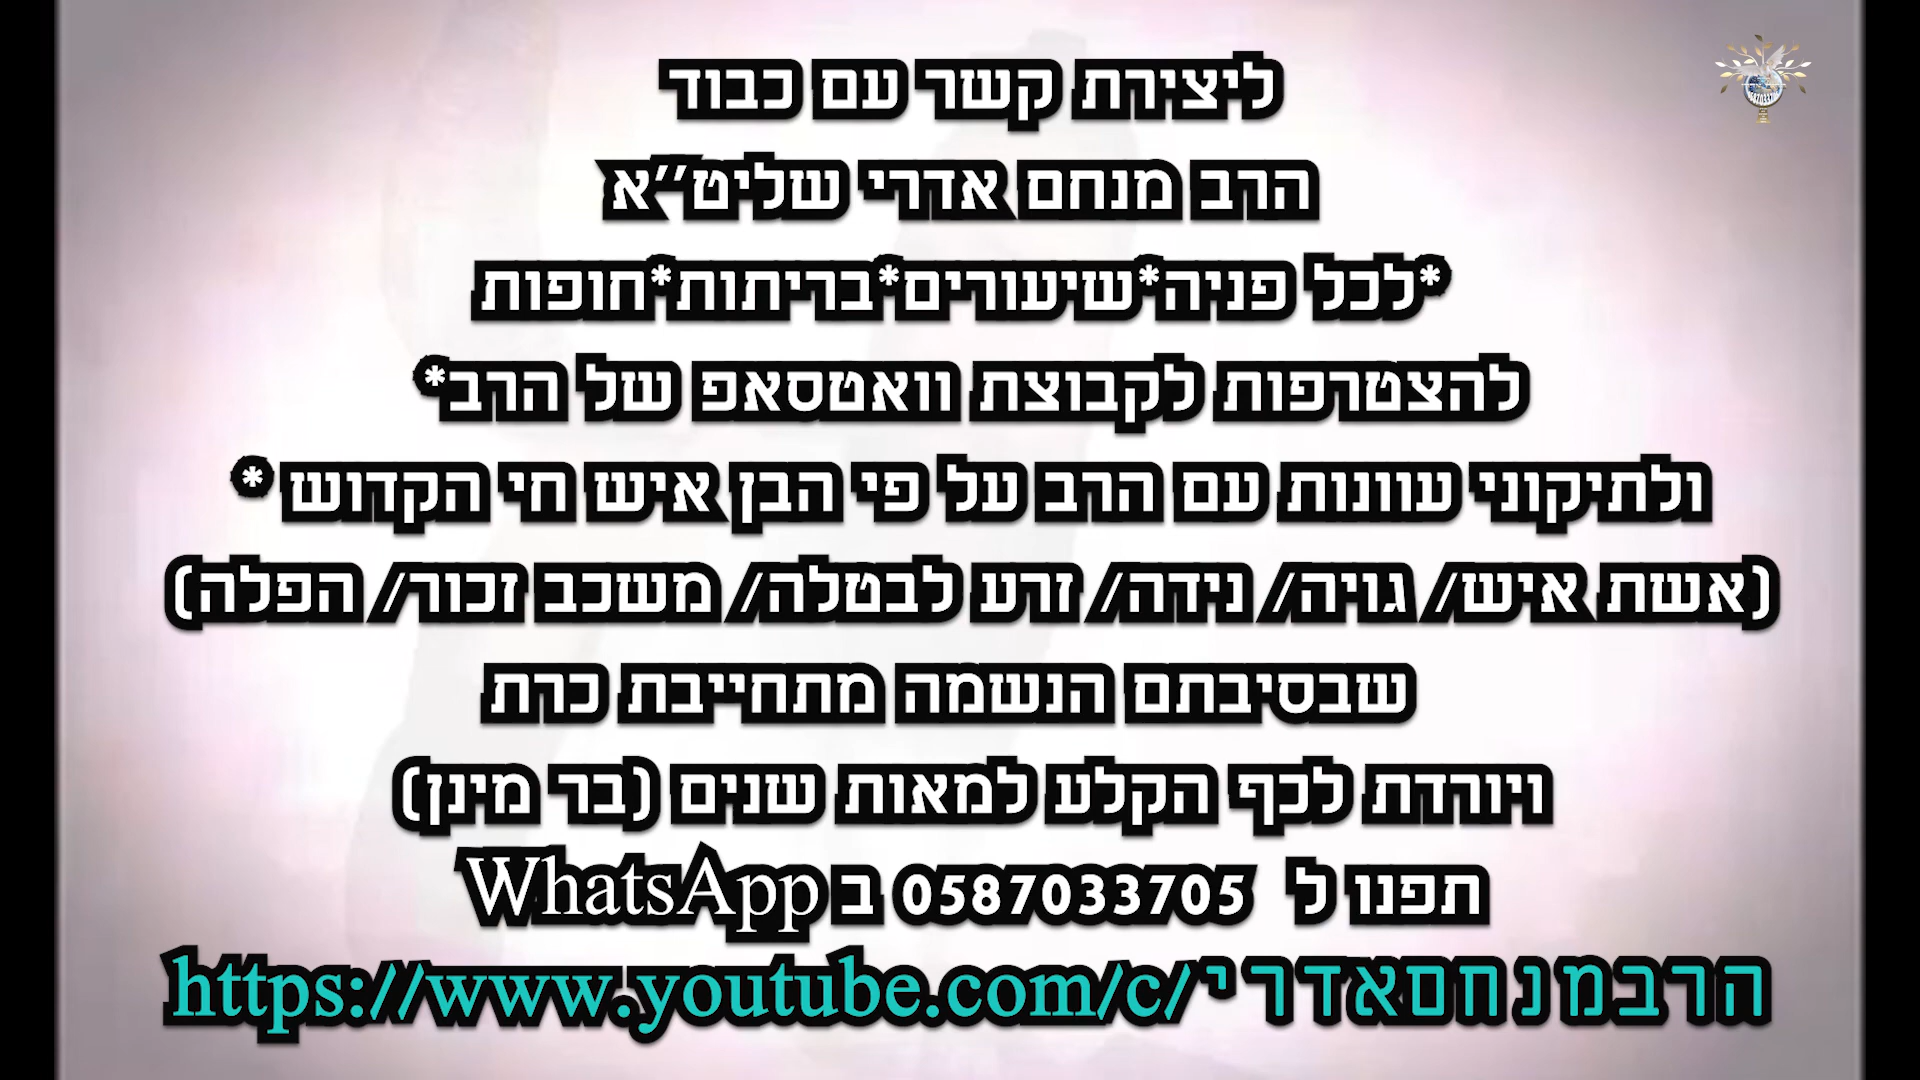 ליצירת קשר עם כבוד
הרב מנחם אדרי שליט''א
*לכל פניה*שיעורים*בריתות*חופות
להצטרפות לקבוצת וואטסאפ של הרב*
ולתיקוני עוונות עם הרב על פי הבן איש חי הקדוש *
(אשת איש/ גויה/ נידה/ זרע לבטלה/ משכב זכור/ הפלה)
שבסיבתם הנשמה מתחייבת כרת
ויורדת לכף הקלע למאות שנים (בר מינן)
תפנו ל 0587033705 ב WhatsApp
https://www.youtube.com/c/הרבמנחםאדרי